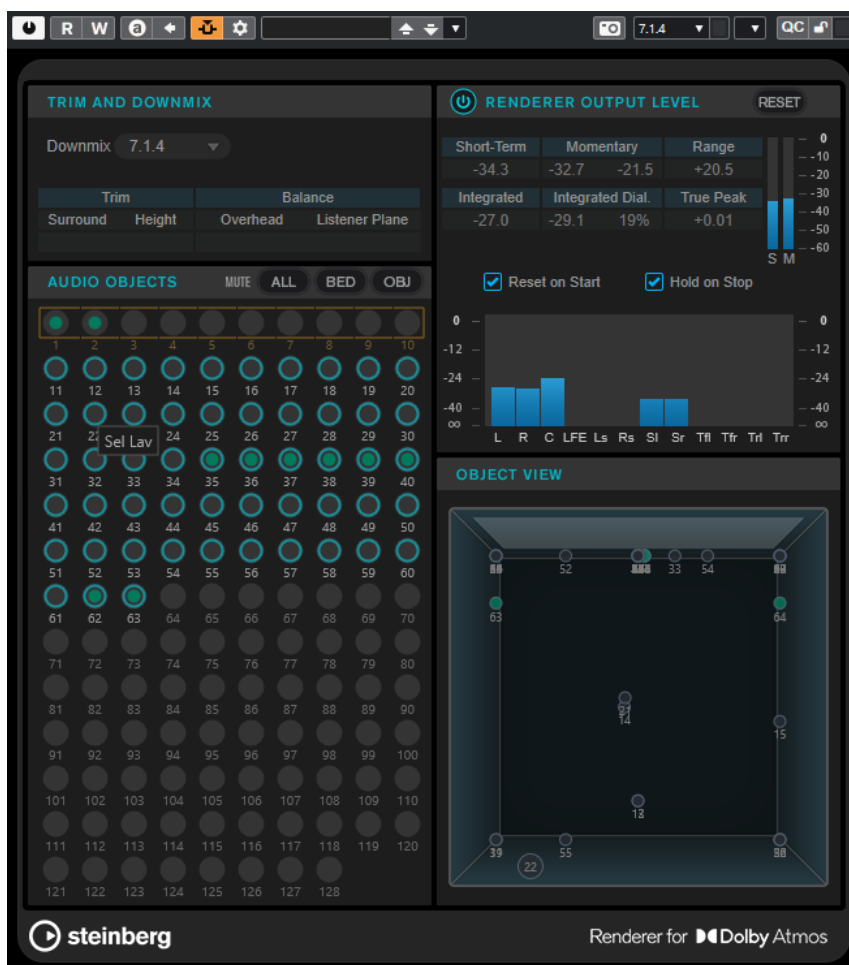 R W a 7.1.4 QC
TRIM AND DOWNMIX
Downmix 7.1.4
Trim Balance
Surround Height Overhead Listener Plane
AUDIO OBJECTS MUTE ALL BED OBJ
1 2 3 4 5 6 7 8 9 10
11 12 13 14 15 16 17 18 19 20
21 24 25 26 27 28 29 30
Sel Lav
31 32 33 34 35 36 37 38 39 40
41 42 43 44 45 46 47 48 49 50
51 52 53 54 55 56 57 58 59 60
61 62 63 64 65 66 67 68 69 70
71 72 73 74 75 76 77 78 79 80
81 82 83 84 85 86 87 88 89 90
91 92 93 94 95 96 97 98 99 100
101 102 103 104 105 106 107 108 109 110
111 112 113 114 115 116 117 118 119 120
121 122 123 124 125 126 127 128
RENDERER OUTPUT LEVEL RESET
Short-Term Momentary Range
-34.3 -32.7 -21.5 +20.5
Integrated Integrated Dial. True Peak
-27.0 -29.1 19% +0.01
0
-10
-20
-30
-40
-50
-60
S M
Reset on Start Hold on Stop
0 0
-12 -12
-24 -24
-40 -40
∞ ∞
L R C LFE Ls Rs Sl Sr Tfl Tfr Trl Trr
OBJECT VIEW
52 33 54
63 64
14
15
55
22
steinberg Renderer for Dolby Atmos